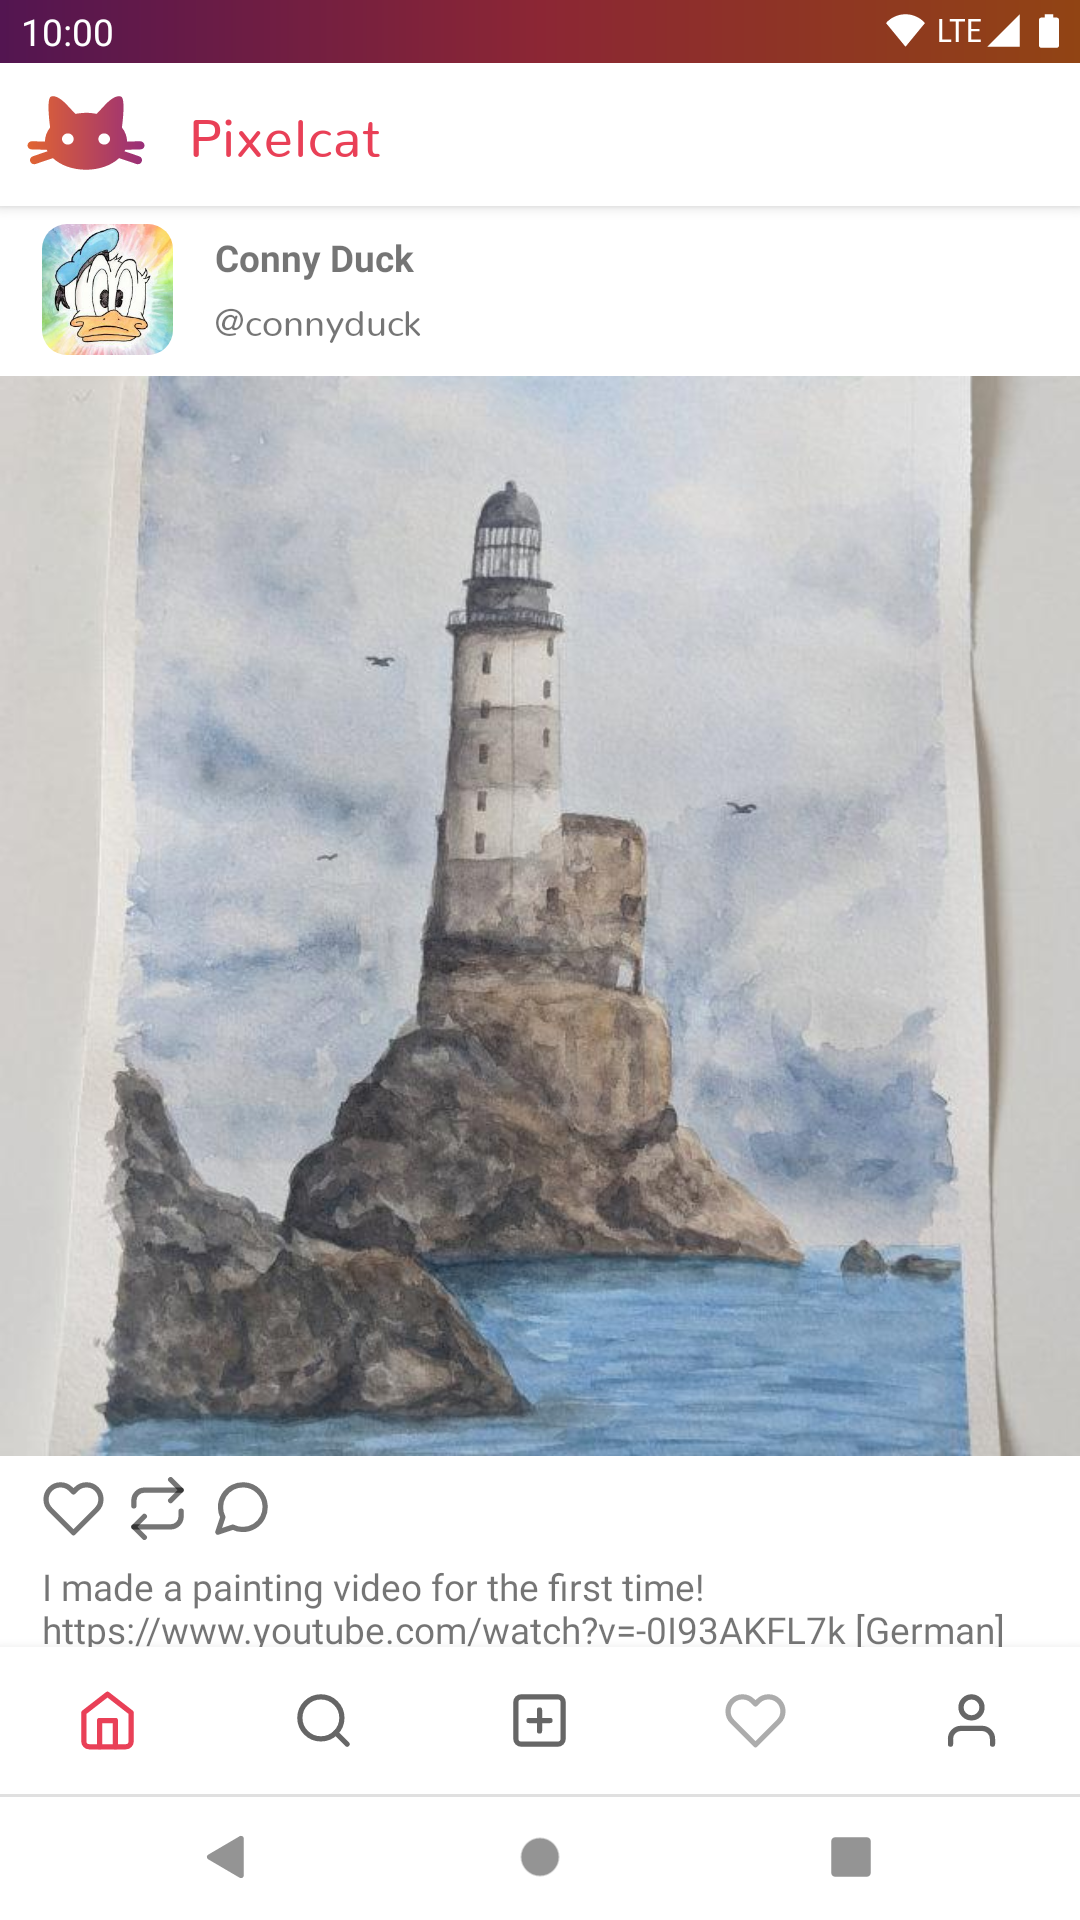 10:00
LTE
Pixelcat
Conny Duck
@connyduck
I made a painting video for the first time!
https://www.youtube.com/watch?v=-0I93AKFL7k [German]